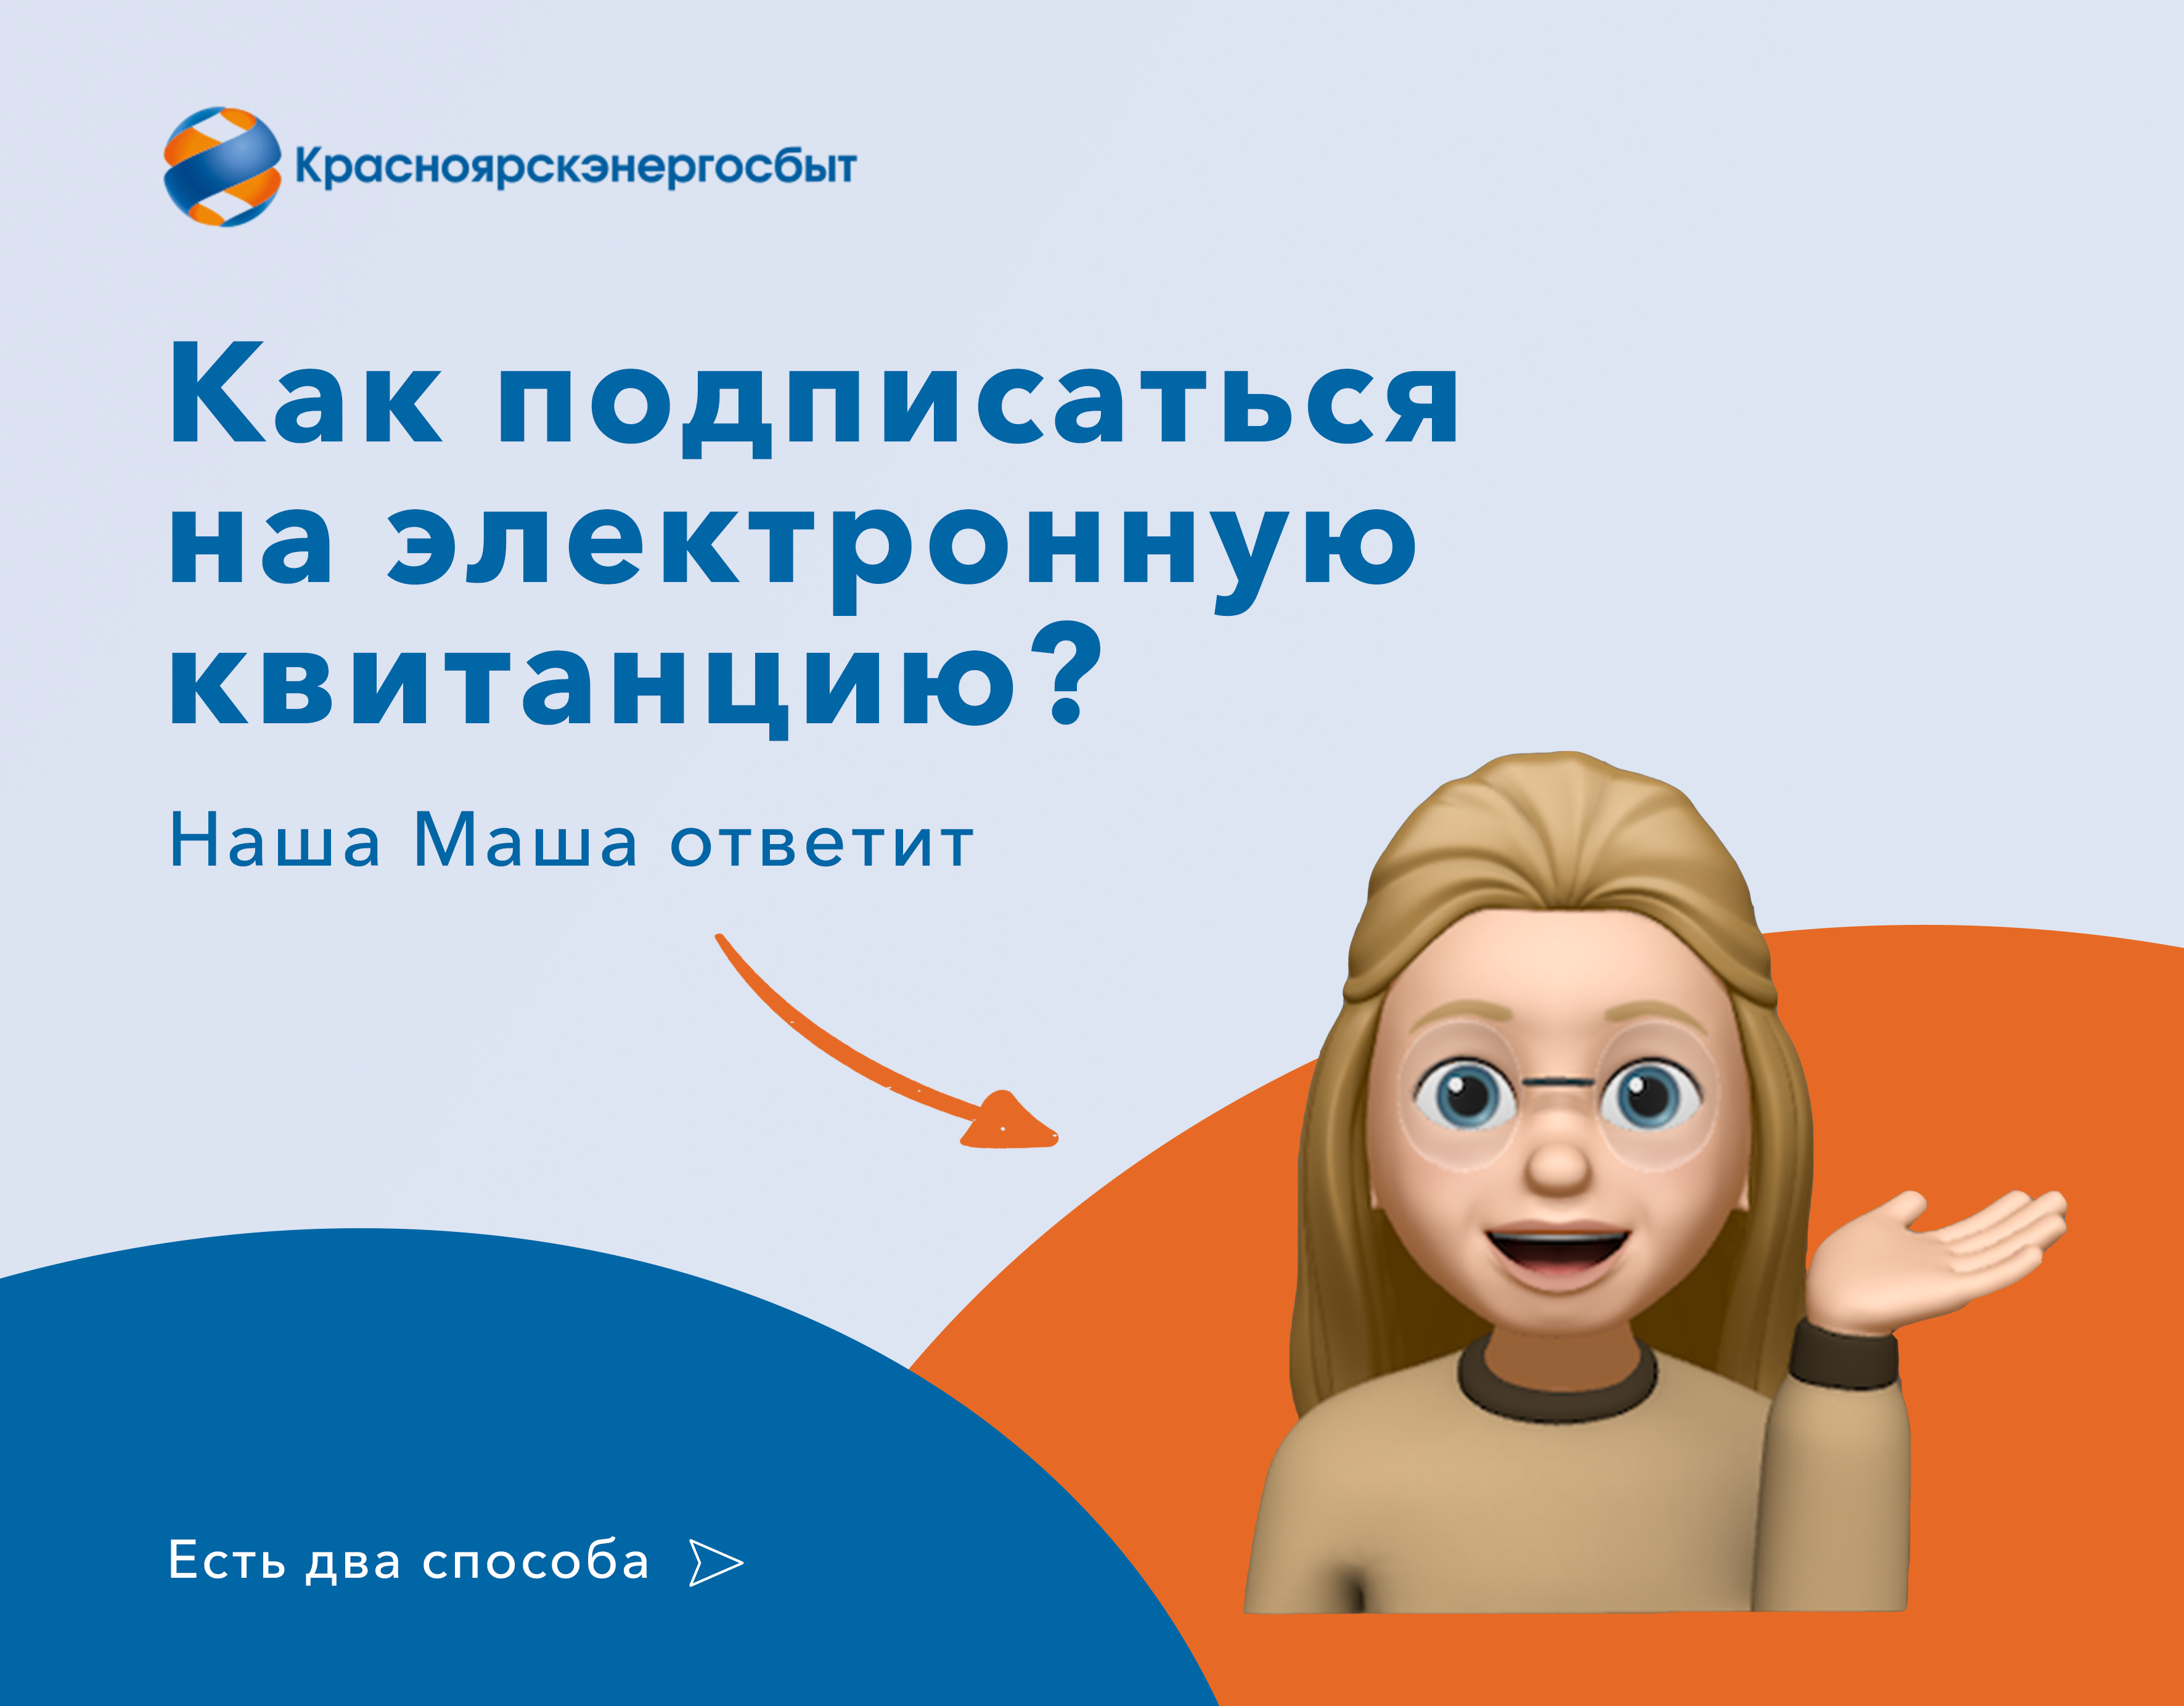 Красноярскэнергосбыт
Как подписаться
на электронную
квитанцию?
Наша Маша ответит
Есть два способа